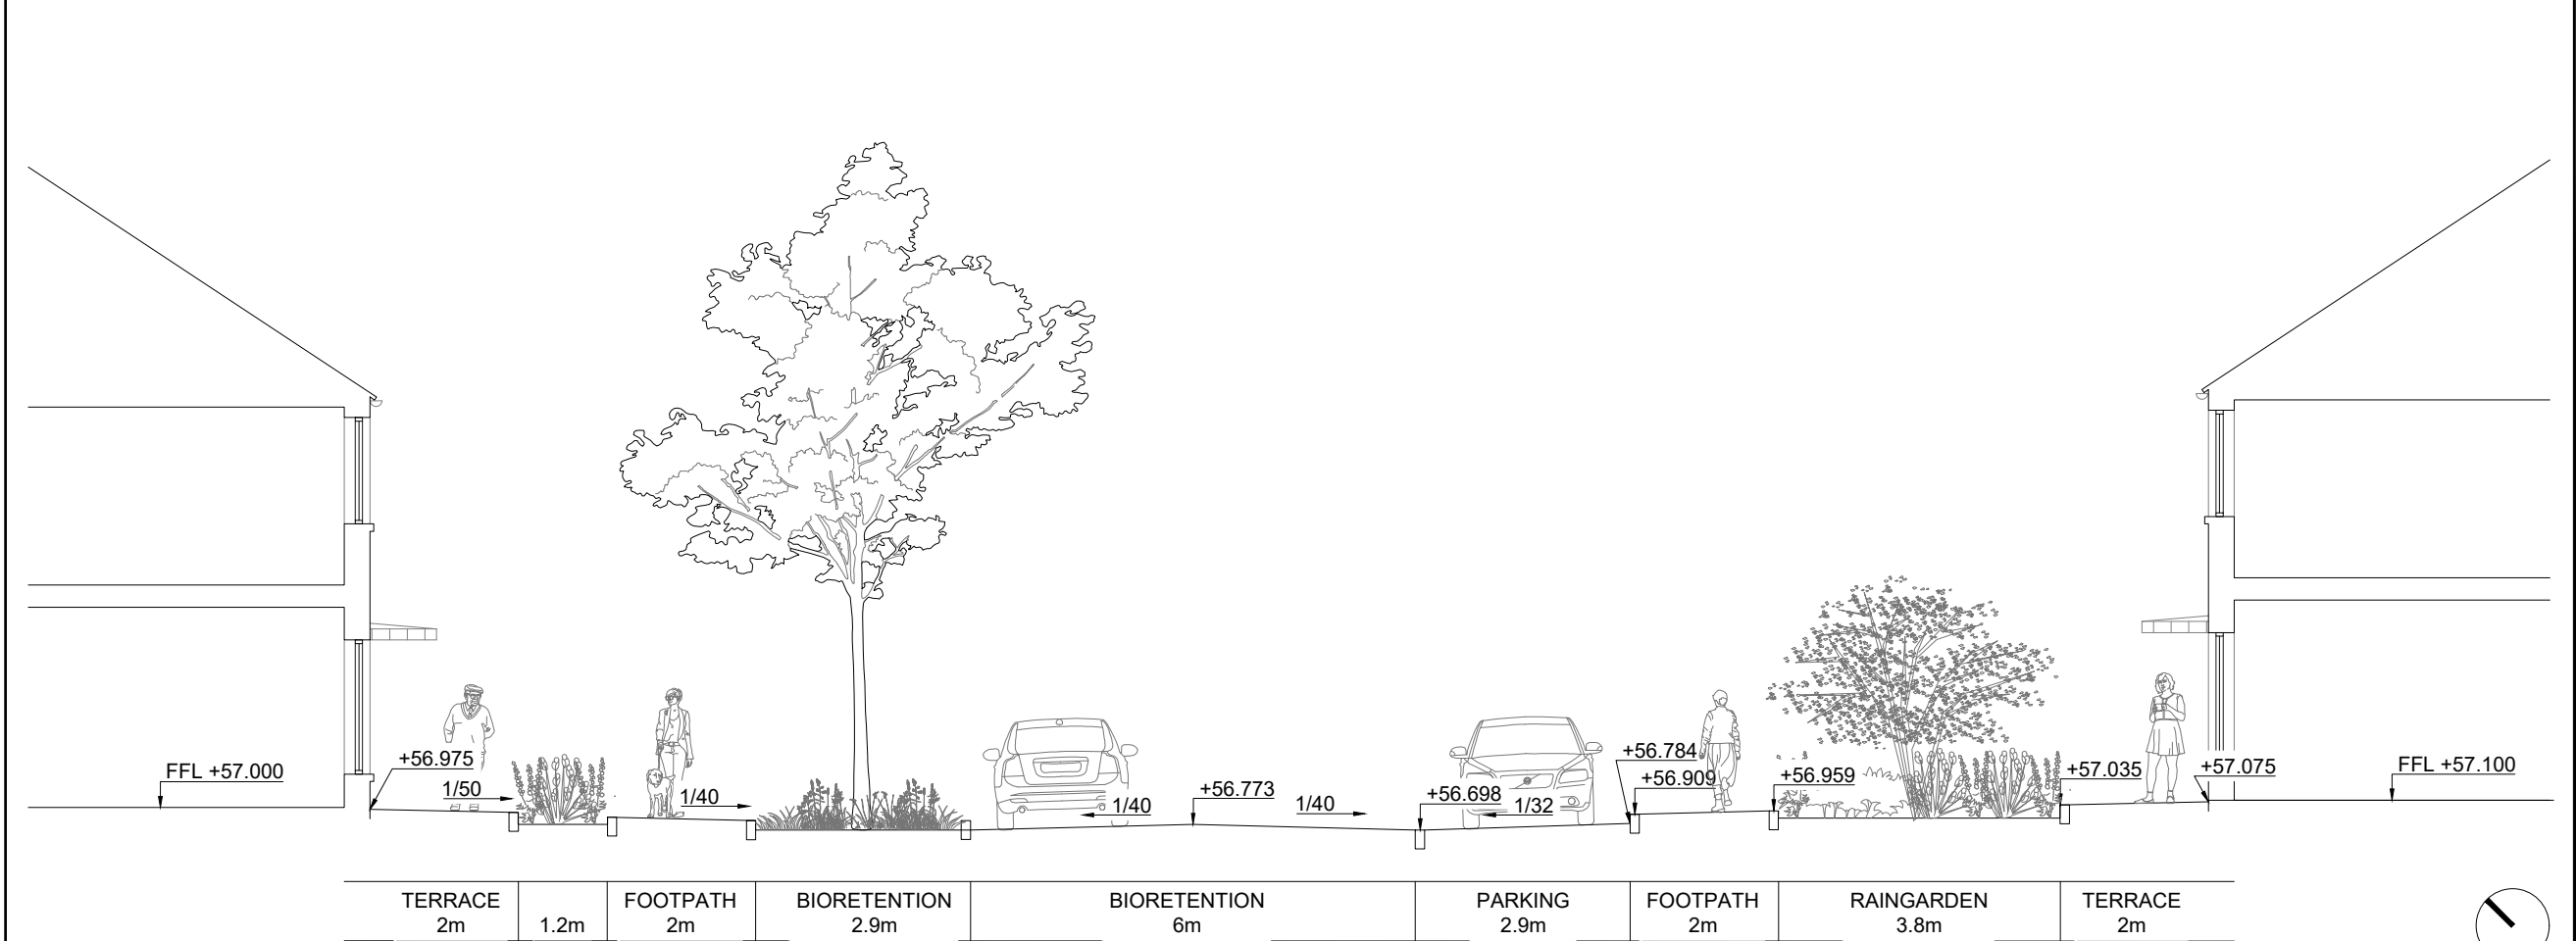 FFL +57.000
+56.975
1/50
1/40
1/40
+56.773
1/40
+56.698
1/32
+56.784
+56.909
+56.959
+57.035
+57.075
FFL +57.100
TERRACE
2m
1.2m
FOOTPATH
2m
BIORETENTION
2.9m
BIORETENTION
6m
PARKING
2.9m
FOOTPATH
2m
RAINGARDEN
3.8m
TERRACE
2m